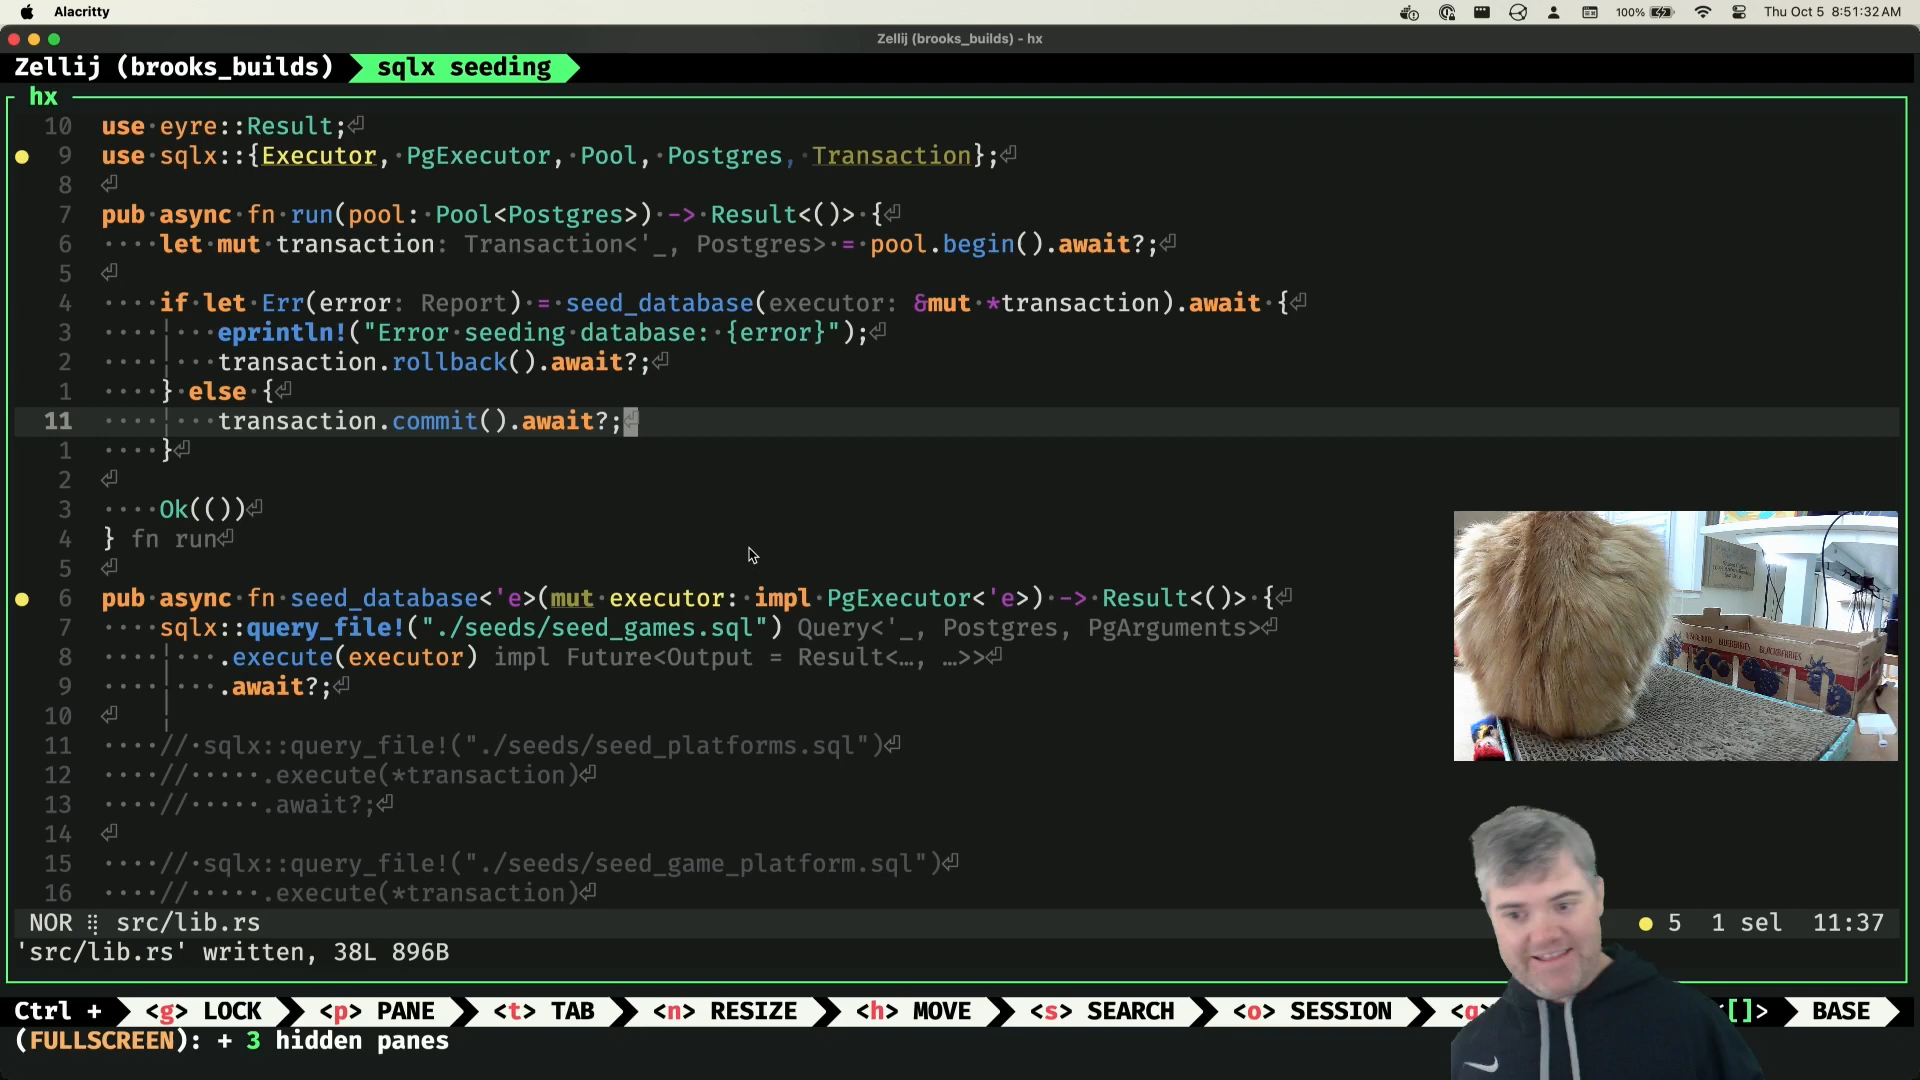 Alacritty
100%
Thu Oct 5 8:51:32 AM
Zellij (brooks_builds) - hx
Zellij (brooks_builds) sqlx seeding
hx
10 use·eyre::Result;⏎
9 use·sqlx::{Executor,·PgExecutor,·Pool,·Postgres,·Transaction};⏎
8 ⏎
7 pub·async·fn·run(pool:·Pool<Postgres>)·->·Result<()>·{⏎
6 ····let·mut·transaction: Transaction<'_, Postgres>·=·pool.begin().await?;⏎
5 ⏎
4 ····if·let·Err(error: Report)·=·seed_database(executor: &mut·*transaction).await·{⏎
3 ····¦···eprintln!("Error·seeding·database:·{error}");⏎
2 ····¦···transaction.rollback().await?;⏎
1 ····}·else·{⏎
11 ····¦···transaction.commit().await?;⏎
1 ····}⏎
2 ⏎
3 ····Ok(())⏎
4 } fn run⏎
5 ⏎
6 pub·async·fn·seed_database<'e>(mut·executor:·impl·PgExecutor<'e>)·->·Result<()>·{⏎
7 ····sqlx::query_file!("./seeds/seed_games.sql") Query<'_, Postgres, PgArguments>⏎
8 ····¦···.execute(executor) impl Future<Output = Result<…, …>>⏎
9 ····¦···.await?;⏎
10 ⏎
11 ····//·sqlx::query_file!("./seeds/seed_platforms.sql")⏎
12 ····//·····.execute(*transaction)⏎
13 ····//·····.await?;⏎
14 ⏎
15 ····//·sqlx::query_file!("./seeds/seed_game_platform.sql")⏎
16 ····//·····.execute(*transaction)⏎
NOR ⣾ src/lib.rs ● 5 1 sel 11:37
'src/lib.rs' written, 38L 896B
Ctrl + <g> LOCK <p> PANE <t> TAB <n> RESIZE <h> MOVE <s> SEARCH <o> SESSION <q> <[]> BASE
(FULLSCREEN): + 3 hidden panes
BLUEBERRIES BLACKBERRIES